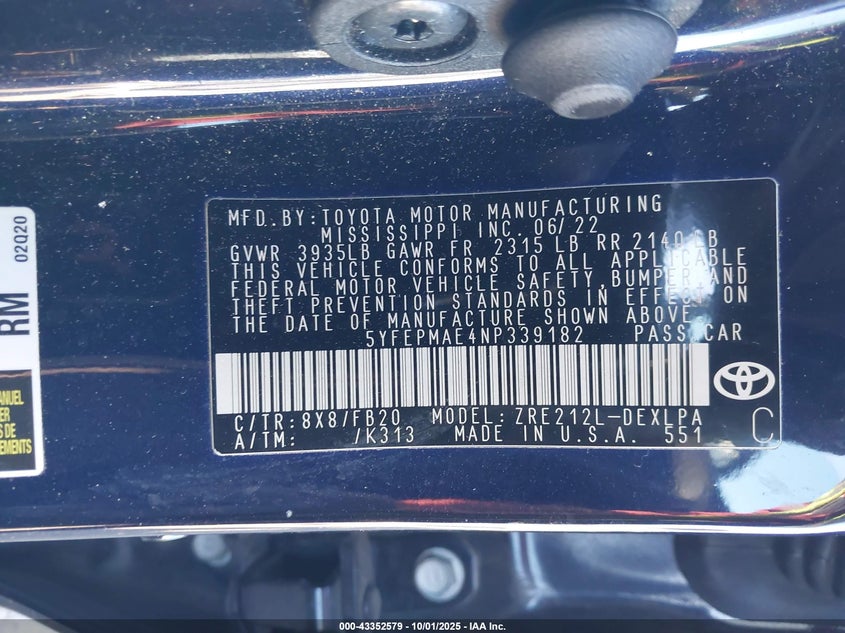 MFD.BY:TOYOTA MOTOR MANUFACTURING
MISSISSIPPI INC. 06/22
GVWR 3935LB GAWR FR 2315 LB RR 2140 LB
THIS VEHICLE CONFORMS TO ALL APPLICABLE
FEDERAL MOTOR VEHICLE SAFETY,BUMPER,AND
THEFT PREVENTION STANDARDS IN EFFECT ON
THE DATE OF MANUFACTURE SHOWN ABOVE.
5YFEPMAE4NP339182 PASS CAR
C/TR:8X8/FB20 MODEL:ZRE212L-DEXLPA
A/TM: /K313 MADE IN U.S.A. 551
C
02Q20
RM
ANUEL
EMENTS
000-43352579 - 10/01/2025 - IAA Inc.